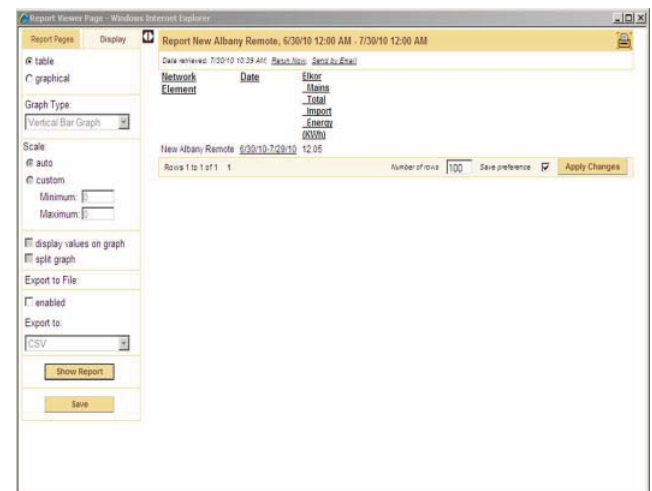 Report Viewer Page - Windows Internet Explorer
Report Pages Display
table
graphical
Graph Type:
Vertical Bar Graph
Scale
auto
custom
Minimum: 0
Maximum: 0
display values on graph
split graph
Export to File:
enabled
Export to:
CSV
Show Report
Save
Report New Albany Remote, 6/30/10 12:00 AM - 7/30/10 12:00 AM
Data retrieved: 7/30/10 10:39 AM; Rerun Now, Send by Email
Network Date Elkor
Element Mains
Total
Import
Energy
(KWh)
New Albany Remote 6/30/10-7/29/10 12.05
Rows 1 to 1 of 1 1 Number of rows 100 Save preference Apply Changes